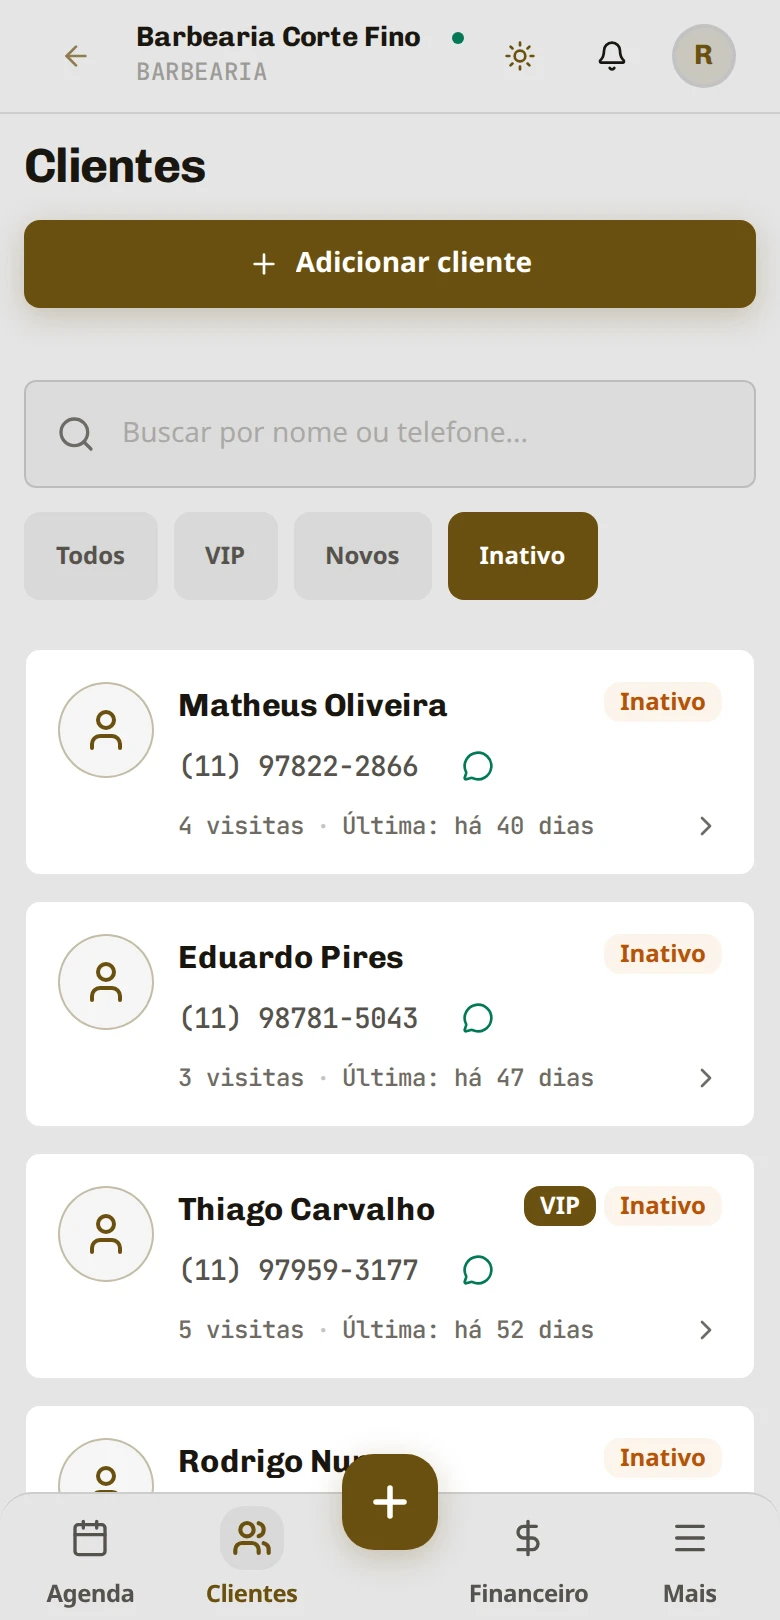 Barbearia Corte Fino
BARBEARIA
R
Clientes
Adicionar cliente
Buscar por nome ou telefone...
Todos
VIP
Novos
Inativo
Matheus Oliveira
Inativo
(11) 97822-2866
4 visitas · Última: há 40 dias
Eduardo Pires
Inativo
(11) 98781-5043
3 visitas · Última: há 47 dias
Thiago Carvalho
VIP
Inativo
(11) 97959-3177
5 visitas · Última: há 52 dias
Rodrigo
Inativo
Agenda
Clientes
Financeiro
Mais